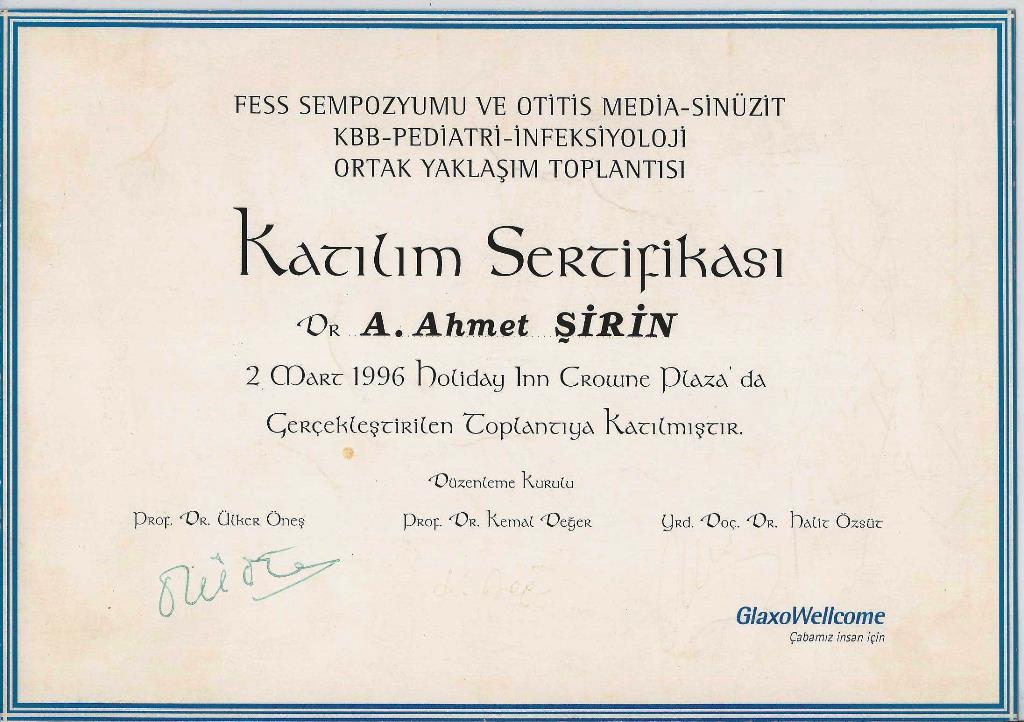 FESS SEMPOZYUMU VE OTİTİS MEDİA-SİNÜZİT
KBB-PEDİATRİ-İNFEKSİYOLOJİ
ORTAK YAKLAŞIM TOPLANTISI
Katılım Sertifikası
Dr A. Ahmet ŞİRİN
2 Mart 1996 Holiday Inn Crowne Plaza' da
Gerçekleştirilen Toplantıya Katılmıştır.
Düzenleme Kurulu
Prof. Dr. Ülker Öneş Prof. Dr. Kemal Değer Yrd. Doç. Dr. Halit Özsüt
GlaxoWellcome
Çabamız insan için